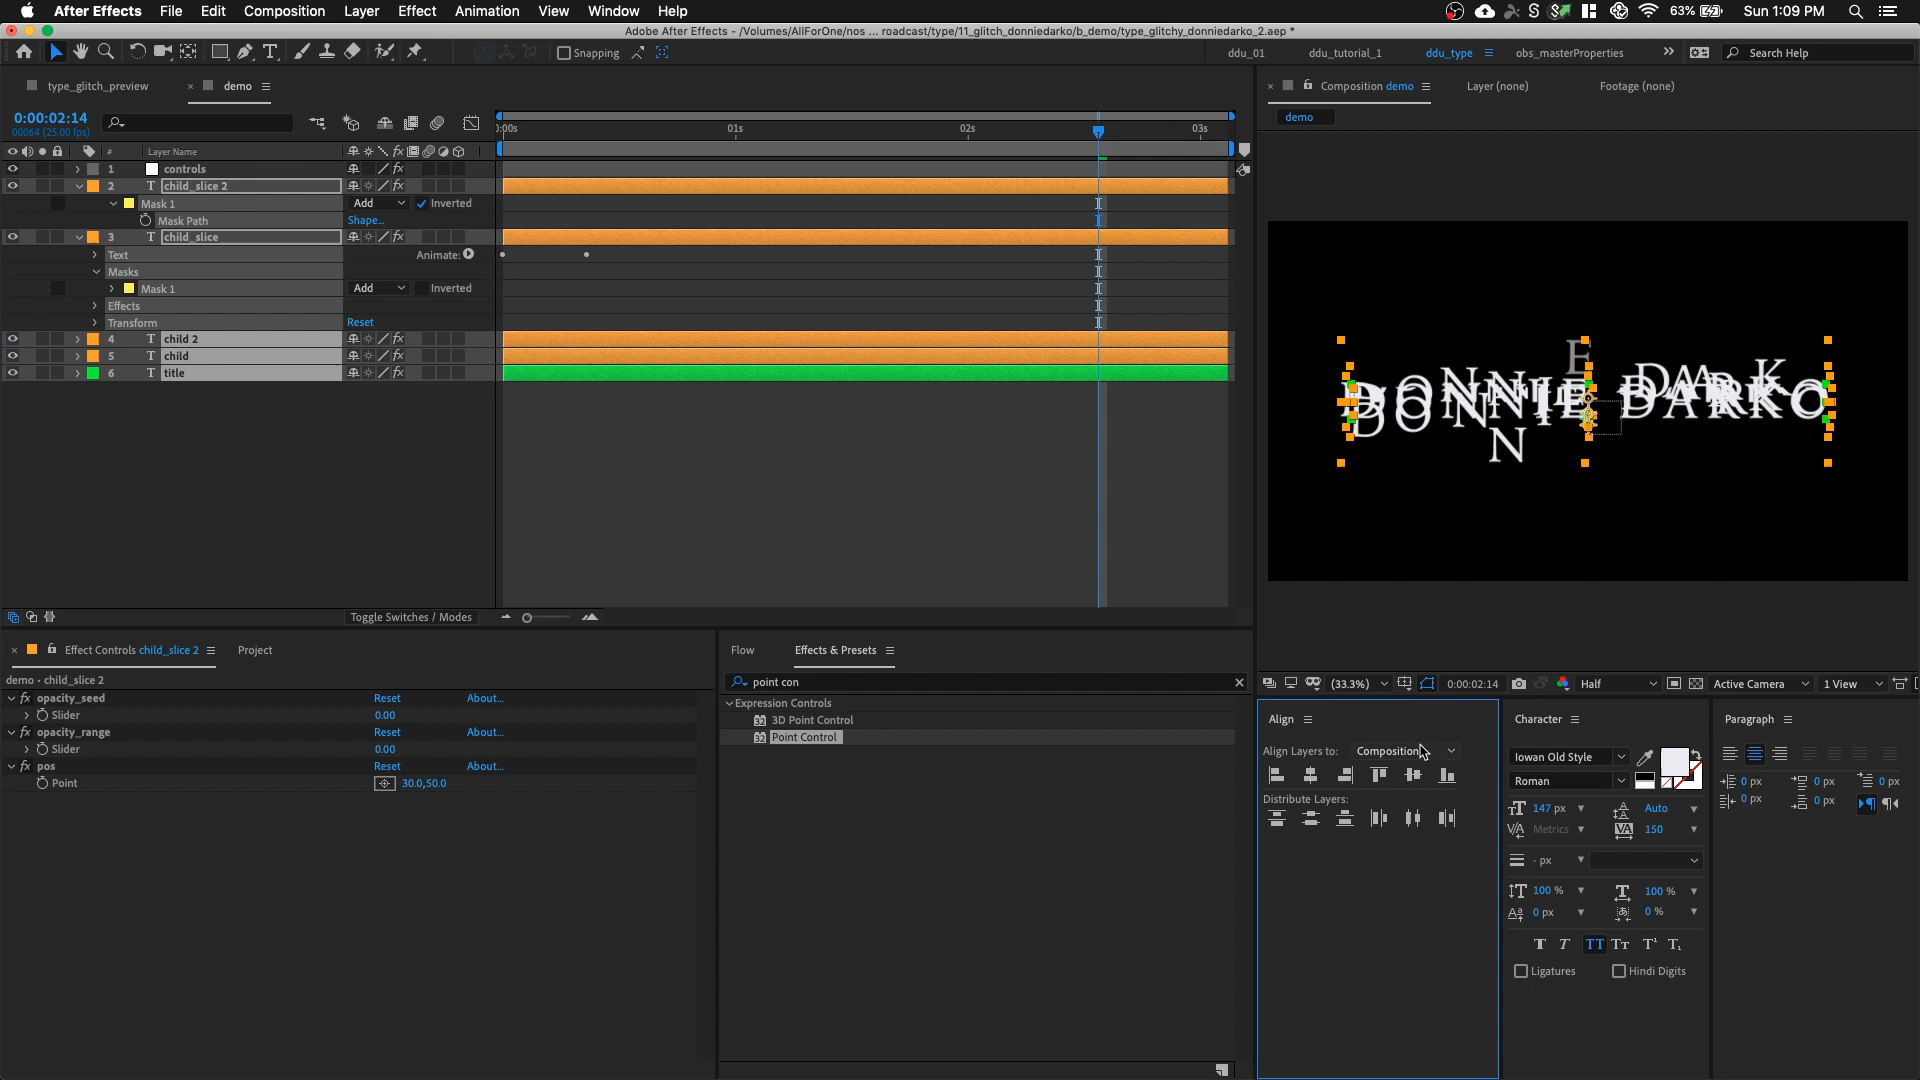 After Effects File Edit Composition Layer Effect Animation View Window Help
63% Sun 1:09 PM
Adobe After Effects - /Volumes/AllForOne/nos ... roadcast/type/11_glitch_donniedarko/b_demo/type_glitchy_donniedarko_2.aep *
Snapping
ddu_01 ddu_tutorial_1 ddu_type obs_masterProperties Search Help
type_glitch_preview demo
Composition demo Layer (none) Footage (none)
demo
0:00:02:14
00064 (25.00 fps)
):00s 01s 02s 03s
# Layer Name
1 controls
2 T child_slice 2
Mask 1 Add Inverted
Mask Path Shape...
3 T child_slice
Text Animate:
Masks
Mask 1 Add Inverted
Effects
Transform Reset
4 T child 2
5 T child
6 T title
E
DONNIE DARKO
N
Toggle Switches / Modes
Effect Controls child_slice 2 Project
demo • child_slice 2
fx opacity_seed Reset About...
Slider 0.00
fx opacity_range Reset About...
Slider 0.00
fx pos Reset About...
Point 30.0,50.0
Flow Effects & Presets
point con
Expression Controls
32 3D Point Control
32 Point Control
(33.3%) 0:00:02:14 Half Active Camera 1 View
Align
Align Layers to: Composition
Distribute Layers:
Character
Iowan Old Style
Roman
147 px Auto
Metrics 150
- px
100 % 100 %
0 px 0 %
T T TT Tт T¹ T₁
Ligatures Hindi Digits
Paragraph
0 px 0 px 0 px
0 px 0 px